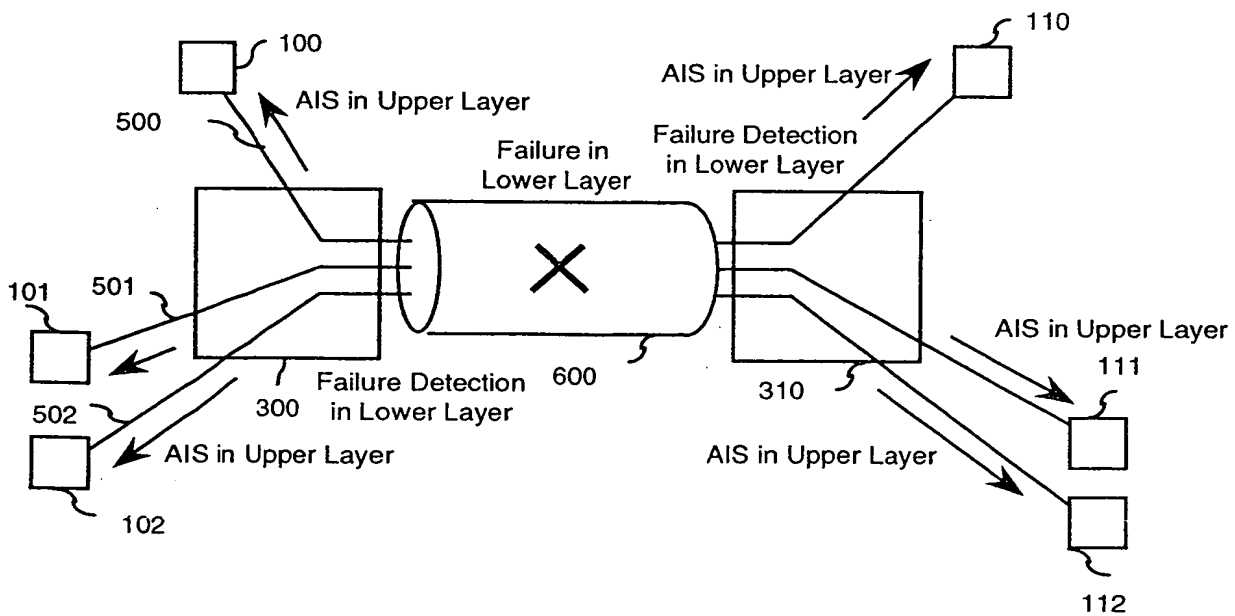 100
110
AIS in Upper Layer
AIS in Upper Layer
500
Failure in
Lower Layer
Failure Detection
in Lower Layer
101
501
AIS in Upper Layer
111
600
310
300
Failure Detection
in Lower Layer
502
AIS in Upper Layer
AIS in Upper Layer
102
112